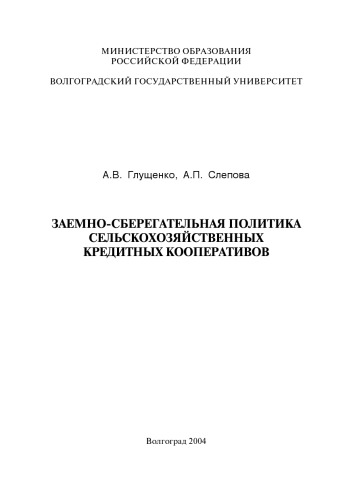 МИНИСТЕРСТВО ОБРАЗОВАНИЯ
РОССИЙСКОЙ ФЕДЕРАЦИИ
ВОЛГОГРАДСКИЙ ГОСУДАРСТВЕННЫЙ УНИВЕРСИТЕТ
А.В. Глущенко, А.П. Слепова
ЗАЕМНО-СБЕРЕГАТЕЛЬНАЯ ПОЛИТИКА
СЕЛЬСКОХОЗЯЙСТВЕННЫХ
КРЕДИТНЫХ КООПЕРАТИВОВ
Волгоград 2004